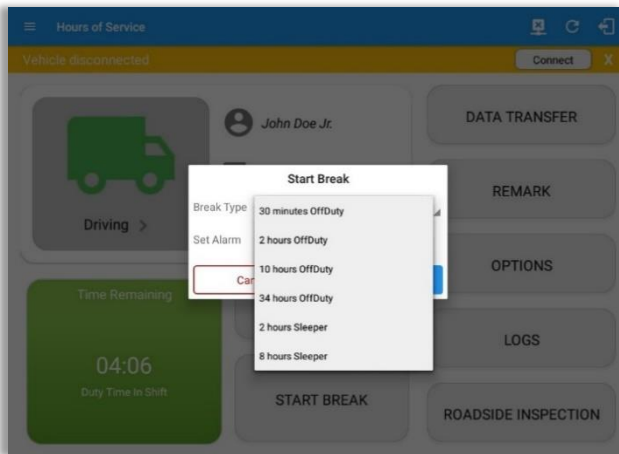 Hours of Service
Vehicle disconnected
Connect
X
John Doe Jr.
Driving >
DATA TRANSFER
REMARK
OPTIONS
LOGS
ROADSIDE INSPECTION
Start Break
Break Type
30 minutes OffDuty
Set Alarm
2 hours OffDuty
10 hours OffDuty
34 hours OffDuty
2 hours Sleeper
8 hours Sleeper
Time Remaining
04:06
Duty Time In Shift
START BREAK